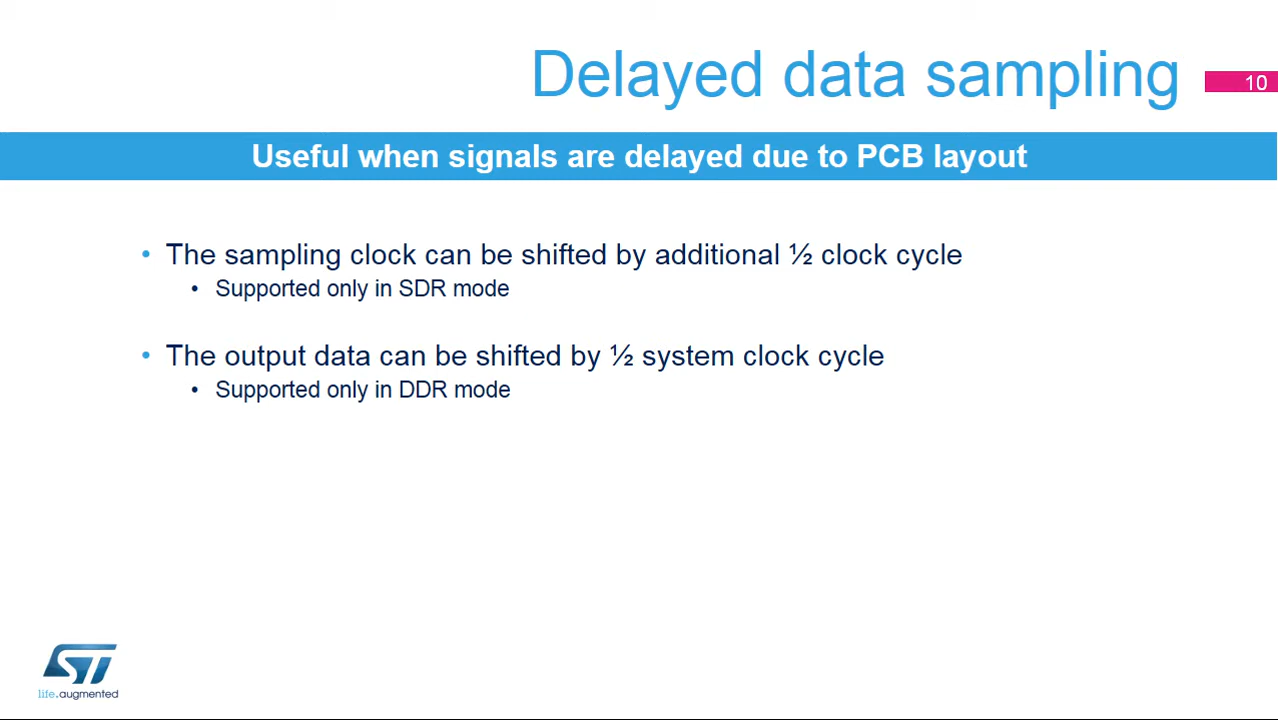 Delayed data sampling
10
Useful when signals are delayed due to PCB layout
• The sampling clock can be shifted by additional ½ clock cycle
• Supported only in SDR mode
• The output data can be shifted by ½ system clock cycle
• Supported only in DDR mode
ST
life.augmented